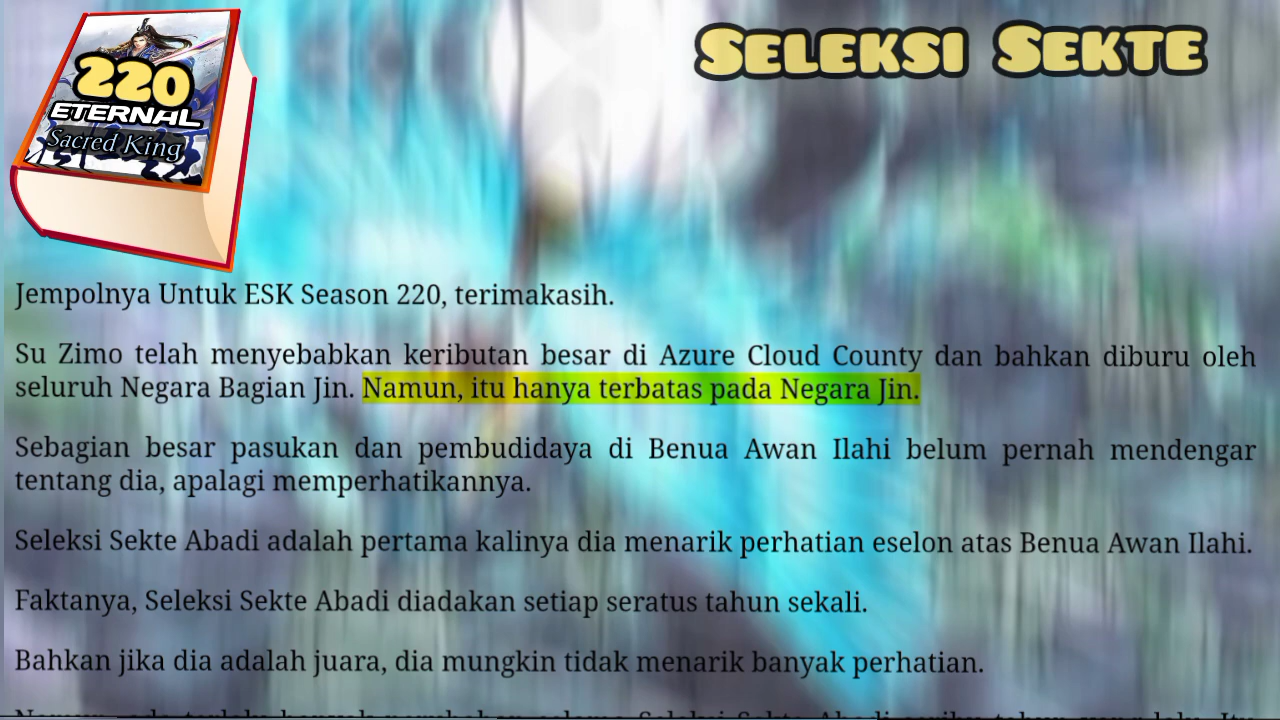 Seleksi Sekte
220
ETERNAL
Sacred King
Jempolnya Untuk ESK Season 220, terimakasih.
Su Zimo telah menyebabkan keributan besar di Azure Cloud County dan bahkan diburu oleh
seluruh Negara Bagian Jin. Namun, itu hanya terbatas pada Negara Jin.
Sebagian besar pasukan dan pembudidaya di Benua Awan Ilahi belum pernah mendengar
tentang dia, apalagi memperhatikannya.
Seleksi Sekte Abadi adalah pertama kalinya dia menarik perhatian eselon atas Benua Awan Ilahi.
Faktanya, Seleksi Sekte Abadi diadakan setiap seratus tahun sekali.
Bahkan jika dia adalah juara, dia mungkin tidak menarik banyak perhatian.